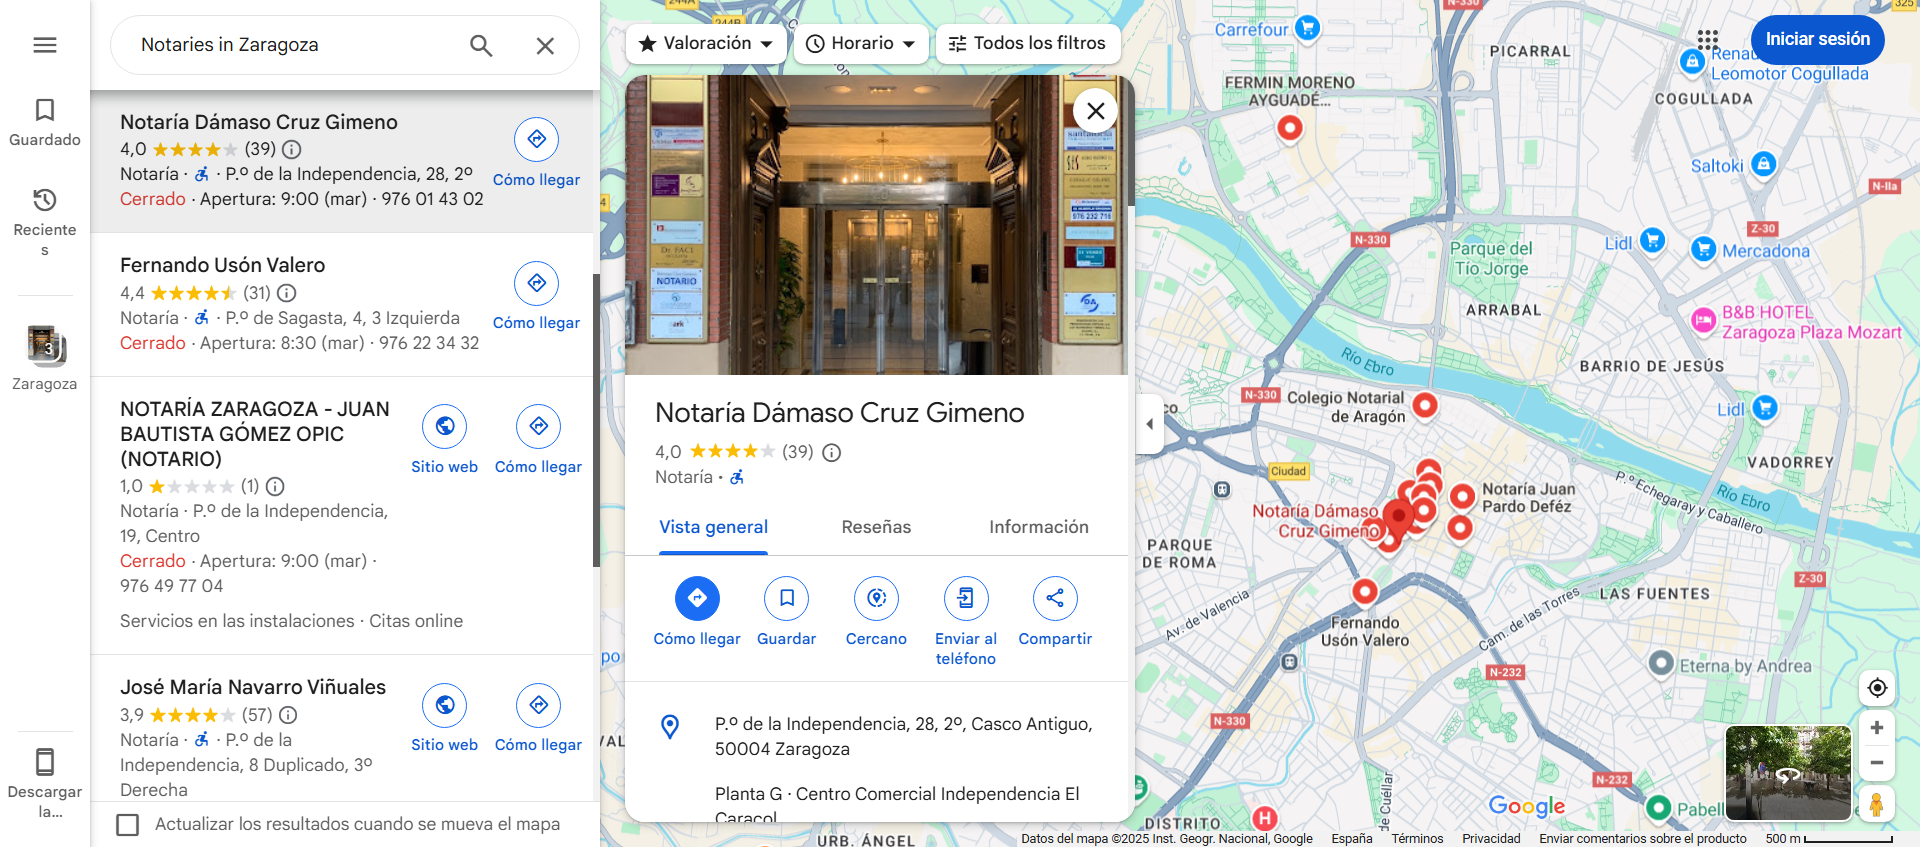 Notaries in Zaragoza
Guardado
Reciente
s
Zaragoza
3
Descargar
la...
Notaría Dámaso Cruz Gimeno
4,0 (39)
Notaría · P.º de la Independencia, 28, 2º
Cerrado · Apertura: 9:00 (mar) · 976 01 43 02
Cómo llegar
Fernando Usón Valero
4,4 (31)
Notaría · P.º de Sagasta, 4, 3 Izquierda
Cerrado · Apertura: 8:30 (mar) · 976 22 34 32
Cómo llegar
NOTARÍA ZARAGOZA - JUAN
BAUTISTA GÓMEZ OPIC
(NOTARIO)
1,0 (1)
Notaría · P.º de la Independencia,
19, Centro
Cerrado · Apertura: 9:00 (mar) ·
976 49 77 04
Servicios en las instalaciones · Citas online
Sitio web
Cómo llegar
José María Navarro Viñuales
3,9 (57)
Notaría · P.º de la
Independencia, 8 Duplicado, 3º
Derecha
Sitio web
Cómo llegar
Actualizar los resultados cuando se mueva el mapa
Valoración
Horario
Todos los filtros
NOTARIO
976 232 716
Notaría Dámaso Cruz Gimeno
4,0 (39)
Notaría ·
Vista general
Reseñas
Información
Cómo llegar
Guardar
Cercano
Enviar al
teléfono
Compartir
P.º de la Independencia, 28, 2º, Casco Antiguo,
50004 Zaragoza
Planta G · Centro Comercial Independencia El
Caracol
Iniciar sesión
244A
244B
N-330
325
Carrefour
PICARRAL
Leomotor Cogullada
COGULLADA
FERMIN MORENO
AYGUADÉ...
Saltoki
N-IIa
Z-30
N-330
Lidl
Mercadona
Parque del
Tío Jorge
ARRABAL
B&B HOTEL
Zaragoza Plaza Mozart
Río Ebro
BARRIO DE JESÚS
N-330
Colegio Notarial
de Aragón
Lidl
VADORREY
Ciudad
P.º Echegaray y Caballero
Río Ebro
Notaría Juan
Pardo Deféz
Notaría Dámaso
Cruz Gimeno
PARQUE
DE ROMA
Z-30
LAS FUENTES
Av. de Valencia
Cam. de las Torres
Fernando
Usón Valero
Eterna by Andrea
N-232
N-330
N-232
de Cuéllar
Google
DISTRITO
URB. ÁNGEL
Datos del mapa ©2025 Inst. Geogr. Nacional, Google
España
Términos
Privacidad
Enviar comentarios sobre el producto
500 m